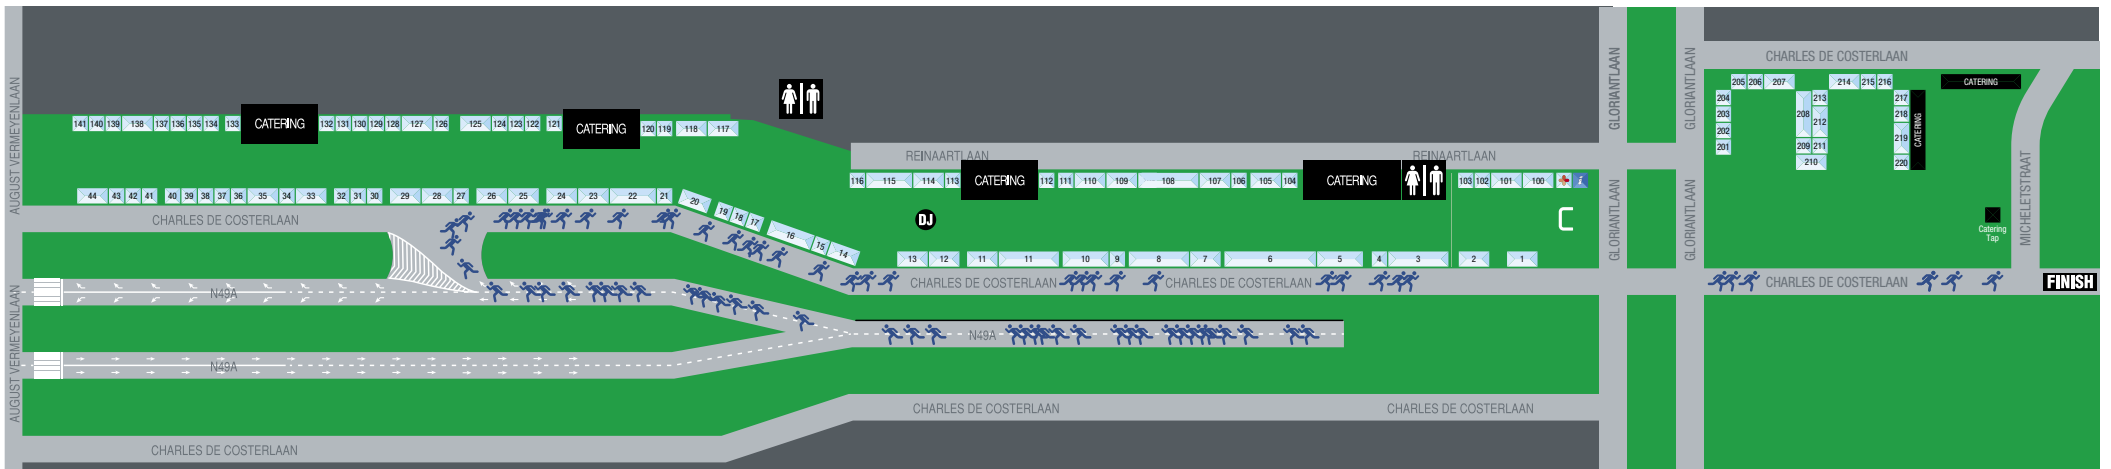 AUGUST VERMEYENLAAN
AUGUST VERMEYENLAAN
AUGUST VERMEYENLAAN
141 140 139 138 137 136 135 134 133
CATERING
132 131 130 129 128 127 126 125 124 123 122 121
CATERING
120 119 118 117
44 43 42 41 40 39 38 37 36 35 34 33 32 31 30 29 28 27 26 25 24 23 22 21
20 19 18 17 16 15 14
CHARLES DE COSTERLAAN
N49A
N49A
CHARLES DE COSTERLAAN
REINAARTLAAN
REINAARTLAAN
116 115 114 113
CATERING
112 111 110 109 108 107 106 105 104
CATERING
103 102 101 100
i
DJ
13 12 11 11 10 9 8 7 6 5 4 3 2 1
CHARLES DE COSTERLAAN
CHARLES DE COSTERLAAN
N49A
CHARLES DE COSTERLAAN
CHARLES DE COSTERLAAN
GLORIANTLAAN
GLORIANTLAAN
GLORIANTLAAN
GLORIANTLAAN
CHARLES DE COSTERLAAN
205 206 207
214 215 216
CATERING
204
203
202
201
208
213
212
209 211
210
217
218
219
220
CATERING
Catering
Tap
MICHELETSTRAAT
CHARLES DE COSTERLAAN
FINISH